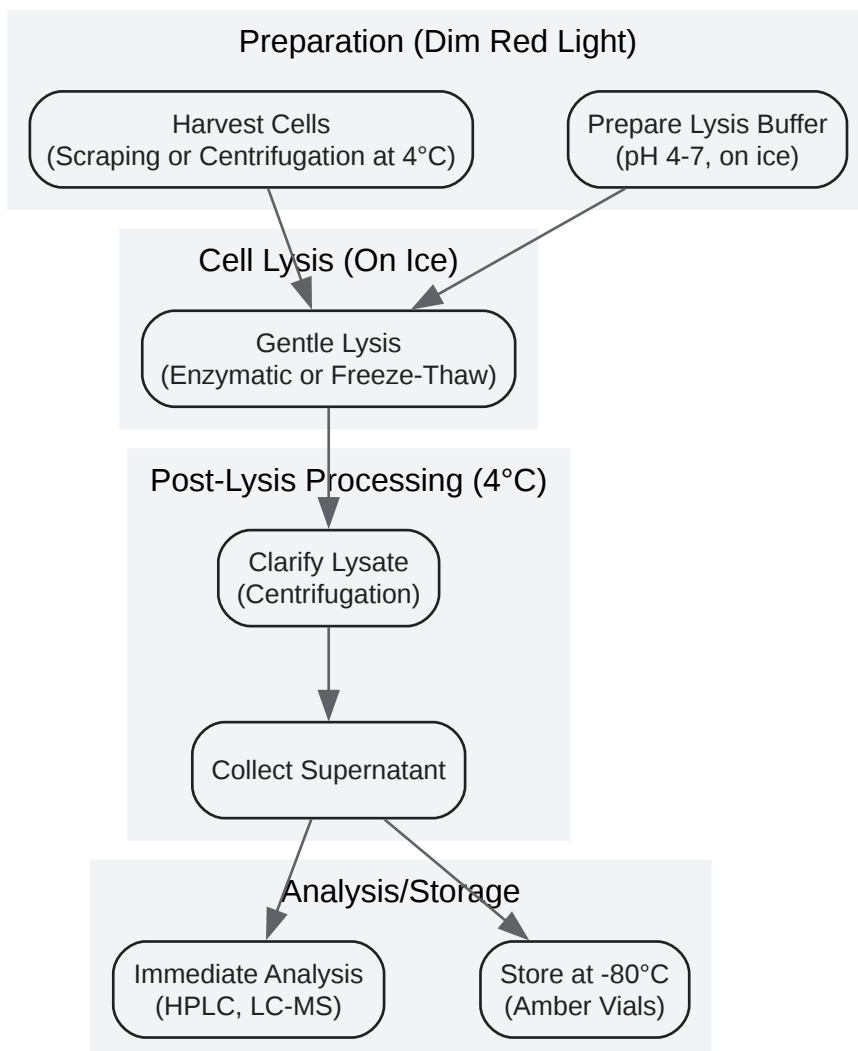 Preparation (Dim Red Light)
Harvest Cells
(Scraping or Centrifugation at 4°C)
Prepare Lysis Buffer
(pH 4-7, on ice)
Cell Lysis (On Ice)
Gentle Lysis
(Enzymatic or Freeze-Thaw)
Post-Lysis Processing (4°C)
Clarify Lysate
(Centrifugation)
Collect Supernatant
Analysis/Storage
Immediate Analysis
(HPLC, LC-MS)
Store at -80°C
(Amber Vials)